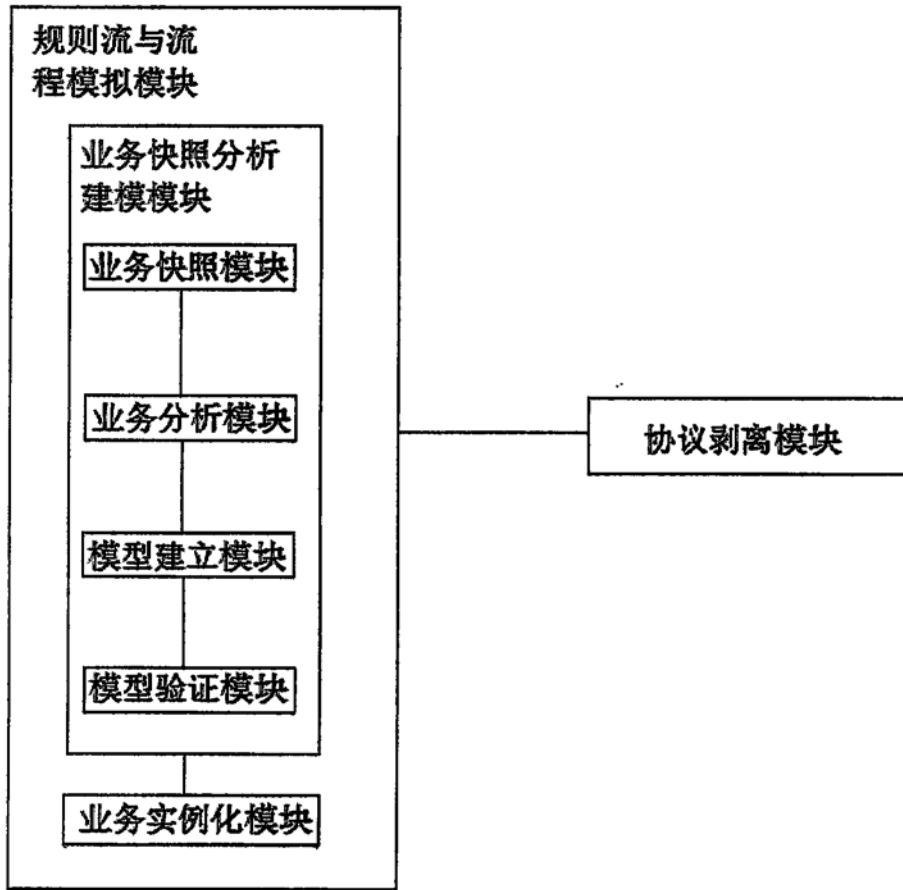 规则流与流
程模拟模块
业务快照分析
建模模块
业务快照模块
业务分析模块
协议剥离模块
模型建立模块
模型验证模块
业务实例化模块